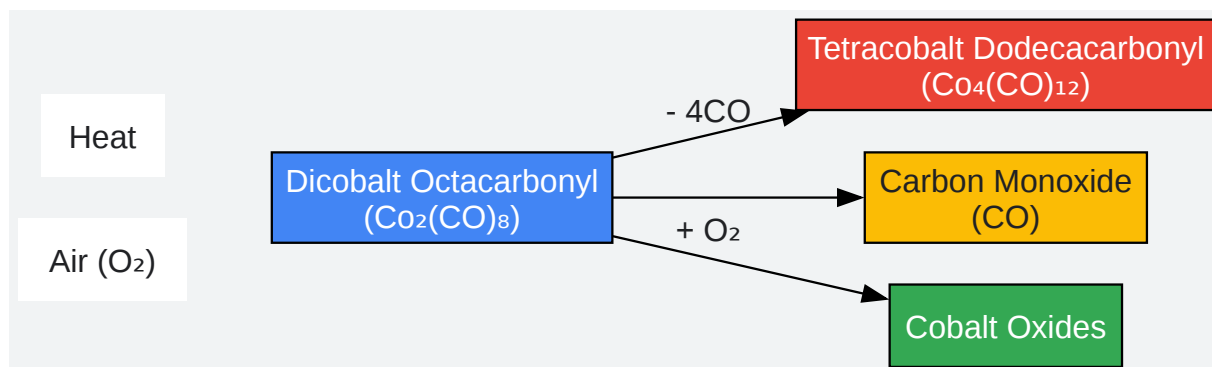 Tetracobalt Dodecacarbonyl
(Co₄(CO)₁₂)
- 4CO
Heat
Dicobalt Octacarbonyl
(Co₂(CO)₈)
Carbon Monoxide
(CO)
+ O₂
Air (O₂)
Cobalt Oxides